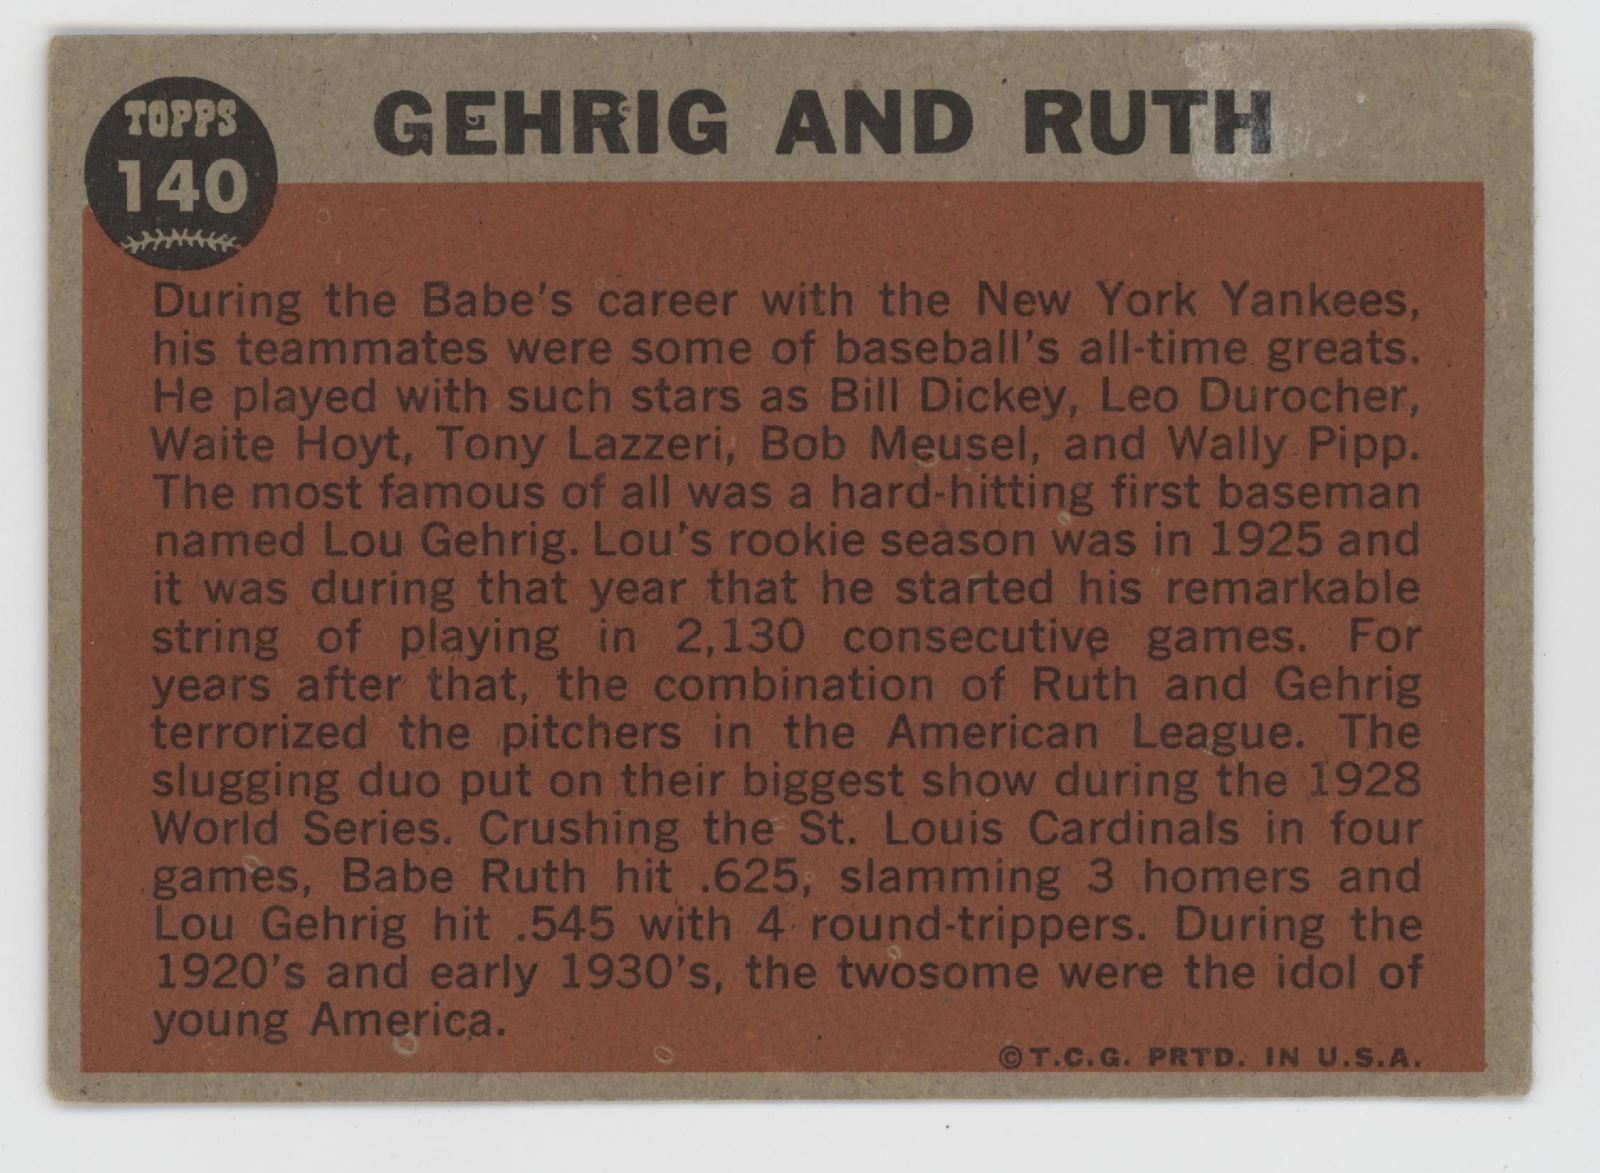 TOPPS
140
GEHRIG AND RUTH
During the Babe's career with the New York Yankees,
his teammates were some of baseball's all-time greats.
He played with such stars as Bill Dickey, Leo Durocher,
Waite Hoyt, Tony Lazzeri, Bob Meusel, and Wally Pipp.
The most famous of all was a hard-hitting first baseman
named Lou Gehrig. Lou's rookie season was in 1925 and
it was during that year that he started his remarkable
string of playing in 2,130 consecutive games. For
years after that, the combination of Ruth and Gehrig
terrorized the pitchers in the American League. The
slugging duo put on their biggest show during the 1928
World Series. Crushing the St. Louis Cardinals in four
games, Babe Ruth hit .625, slamming 3 homers and
Lou Gehrig hit .545 with 4 round-trippers. During the
1920's and early 1930's, the twosome were the idol of
young America.
©T.C.G. PRTD. IN U.S.A.